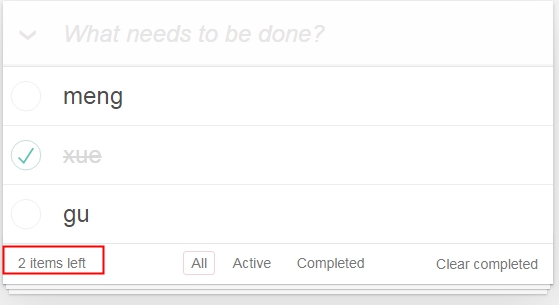 What needs to be done?
meng
xue
gu
2 items left All Active Completed Clear completed